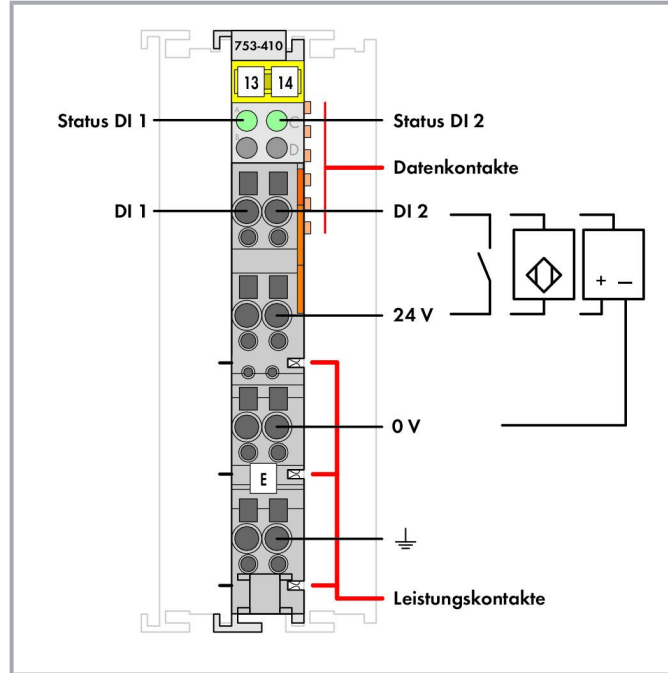 753-410
13 14
Status DI 1
Status DI 2
A
C
B
D
Datenkontakte
DI 1
DI 2
24 V
+ −
0 V
E
Leistungskontakte